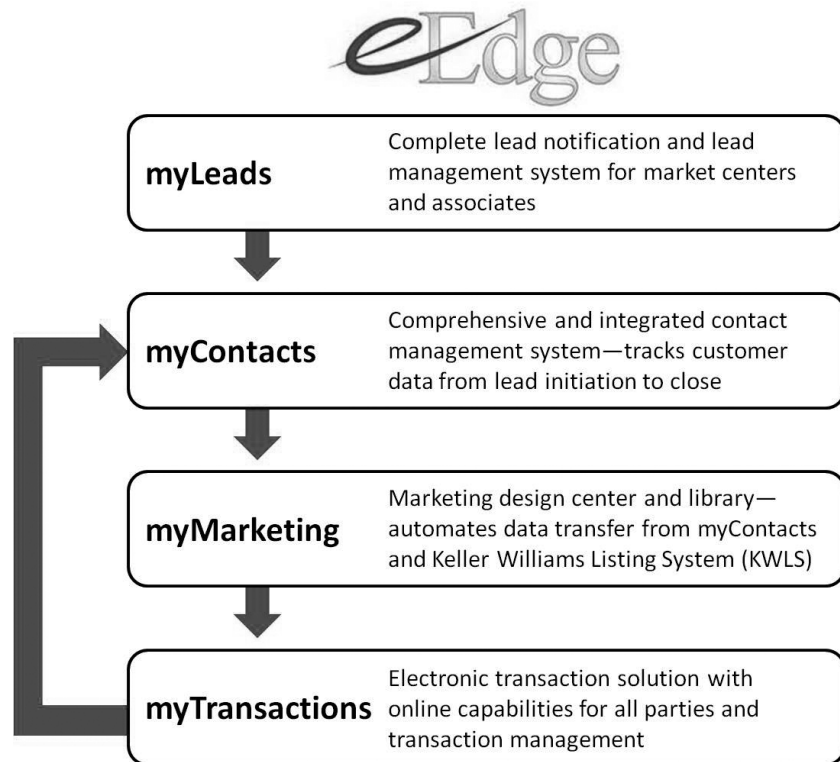 eEdge
myLeads
Complete lead notification and lead
management system for market centers
and associates
myContacts
Comprehensive and integrated contact
management system—tracks customer
data from lead initiation to close
myMarketing
Marketing design center and library—
automates data transfer from myContacts
and Keller Williams Listing System (KWLS)
myTransactions
Electronic transaction solution with
online capabilities for all parties and
transaction management